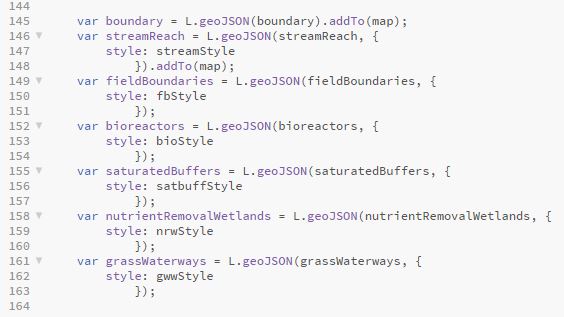 144
145 var boundary = L.geoJSON(boundary).addTo(map);
146 var streamReach = L.geoJSON(streamReach, {
147 style: streamStyle
148 }).addTo(map);
149 var fieldBoundaries = L.geoJSON(fieldBoundaries, {
150 style: fbStyle
151 });
152 var bioreactors = L.geoJSON(bioreactors, {
153 style: bioStyle
154 });
155 var saturatedBuffers = L.geoJSON(saturatedBuffers, {
156 style: satbuffStyle
157 });
158 var nutrientRemovalWetlands = L.geoJSON(nutrientRemovalWetlands, {
159 style: nrwStyle
160 });
161 var grassWaterways = L.geoJSON(grassWaterways, {
162 style: gwwStyle
163 });
164